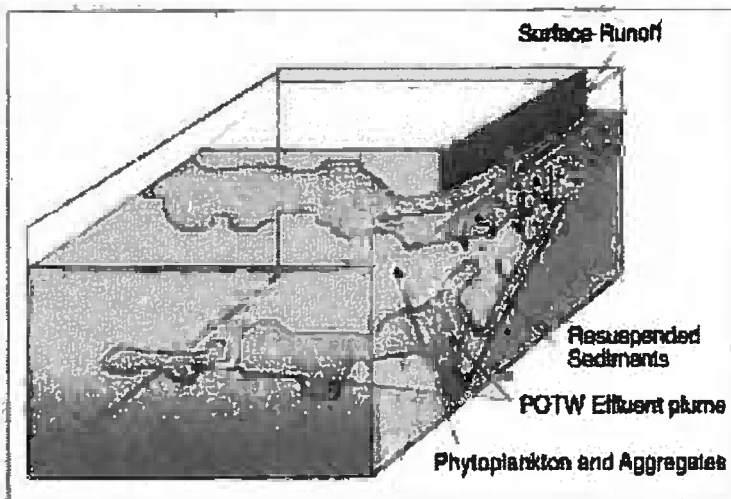 Surface Runoff
Resuspended
Sediments
POTW Effluent plume
Phytoplankton and Aggregates